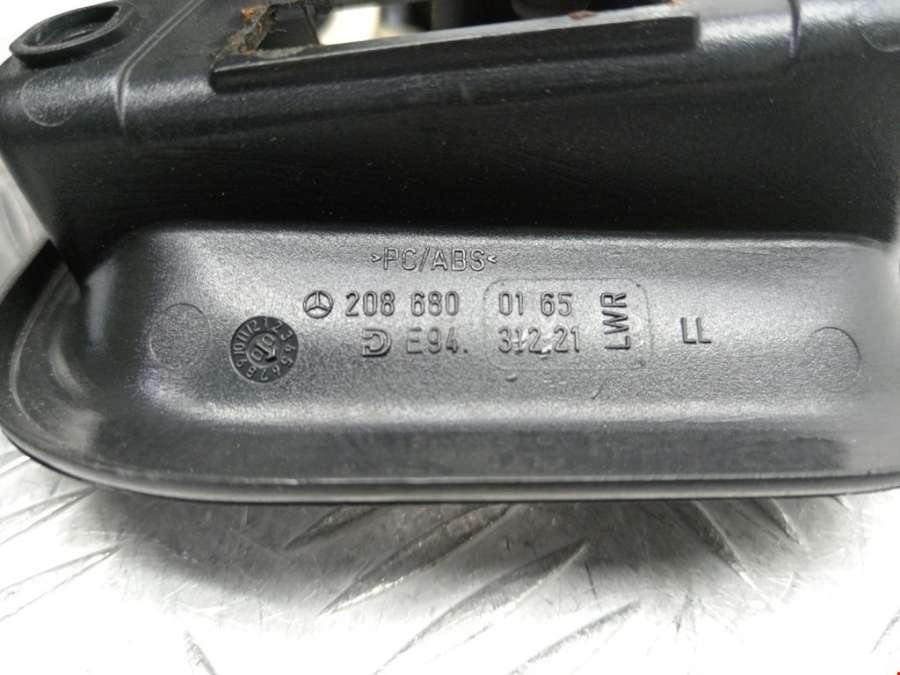 >PC/ABS<
208 680 01 65
E94. 312.21
LWR
LL